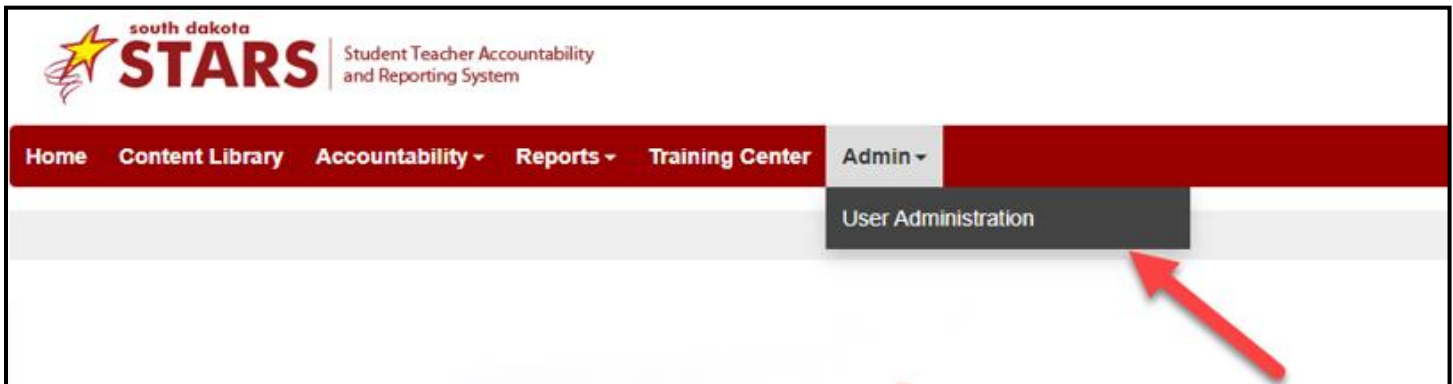 south dakota
STARS
Student Teacher Accountability
and Reporting System
Home Content Library Accountability Reports Training Center Admin
User Administration